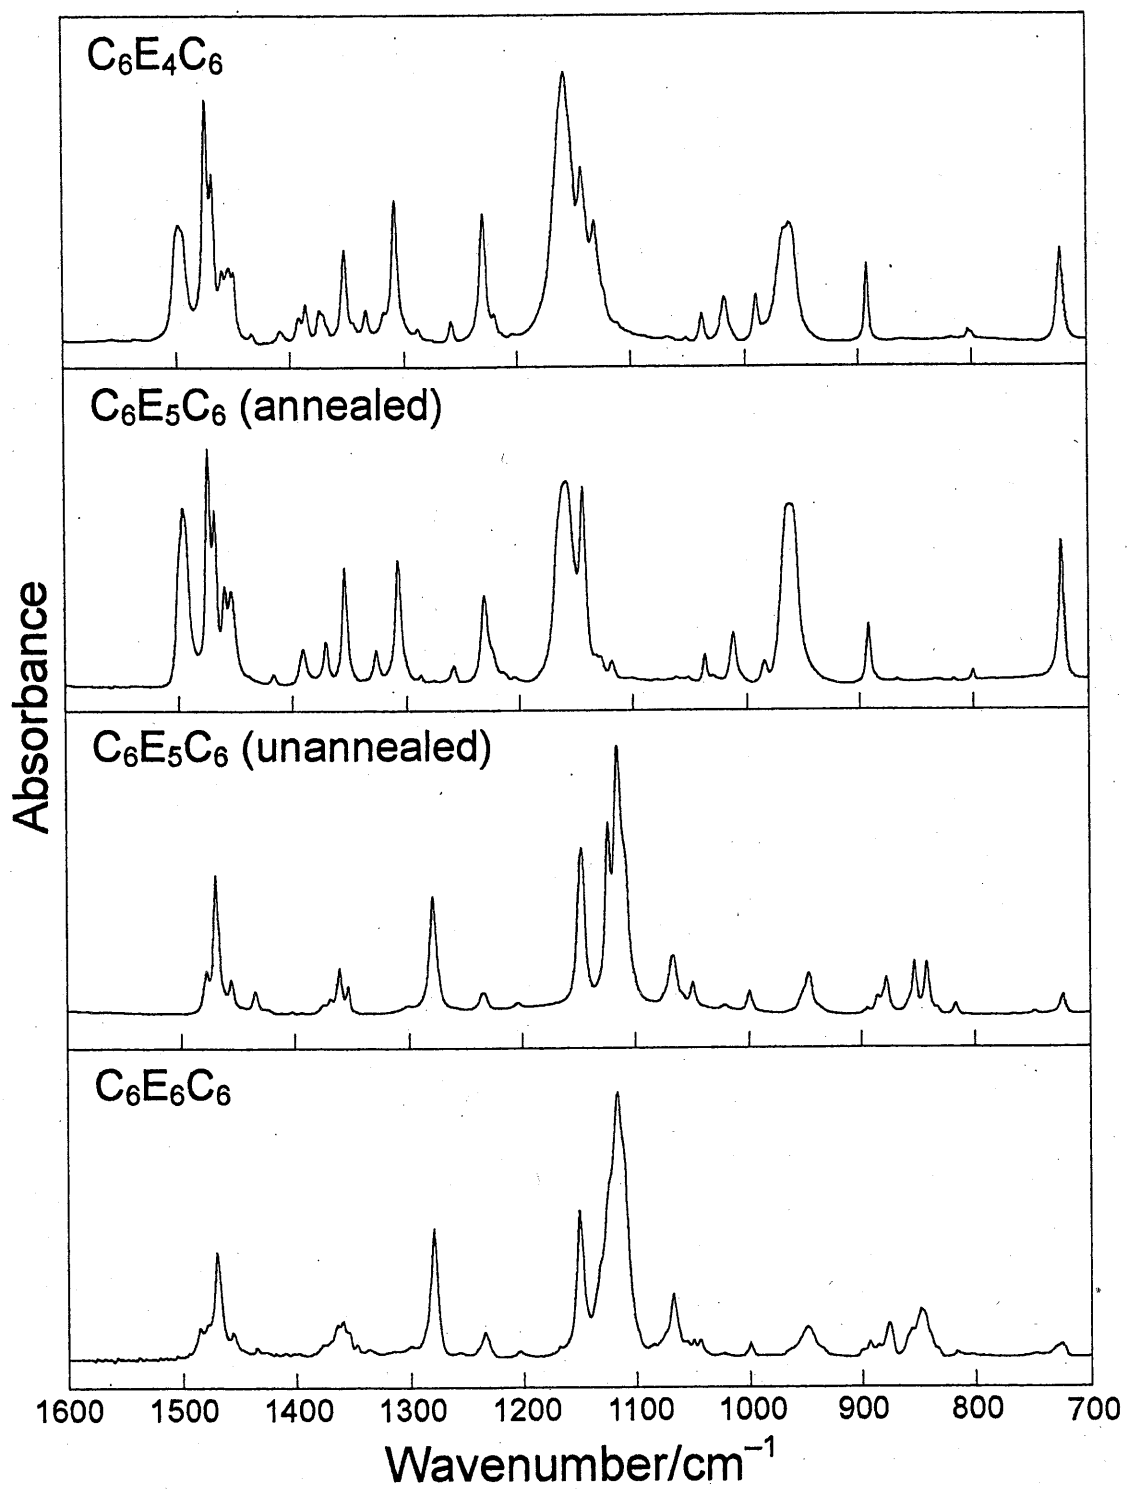 C₆E₄C₆
C₆E₅C₆ (annealed)
C₆E₅C₆ (unannealed)
C₆E₆C₆
Absorbance
1600 1500 1400 1300 1200 1100 1000 900 800 700
Wavenumber/cm⁻¹